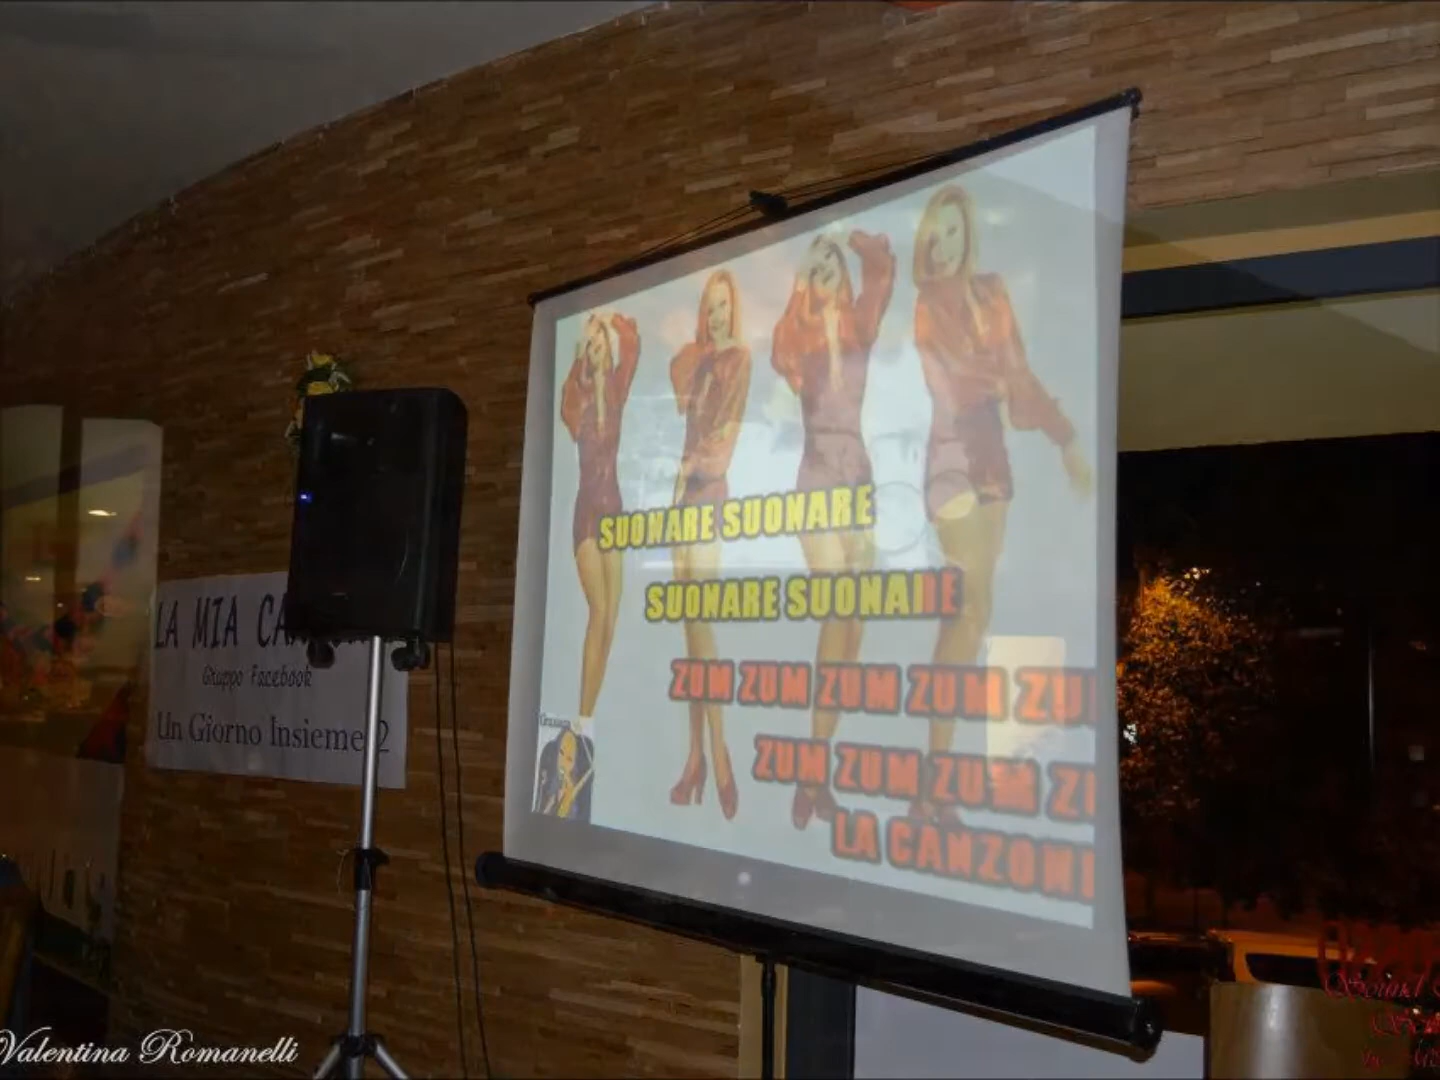 SUONARE SUONARE
SUONARE SUONARE
ZUM ZUM ZUM ZUM
ZUM ZUM ZUM
LA
LA MIA
Gruppo Facebook
Un Giorno Insieme 2
Valentina Romanelli
Sound